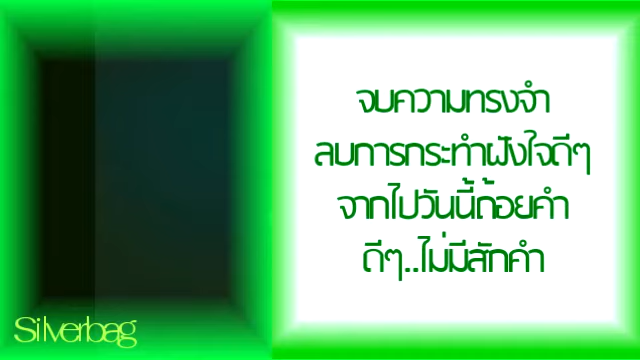 จบความทรงจำ
ลบการกระทำฝังใจดีๆ
จากไปวันนี้ถ้อยคำ
ดีๆ..ไม่มีสักคำ
Silverbag